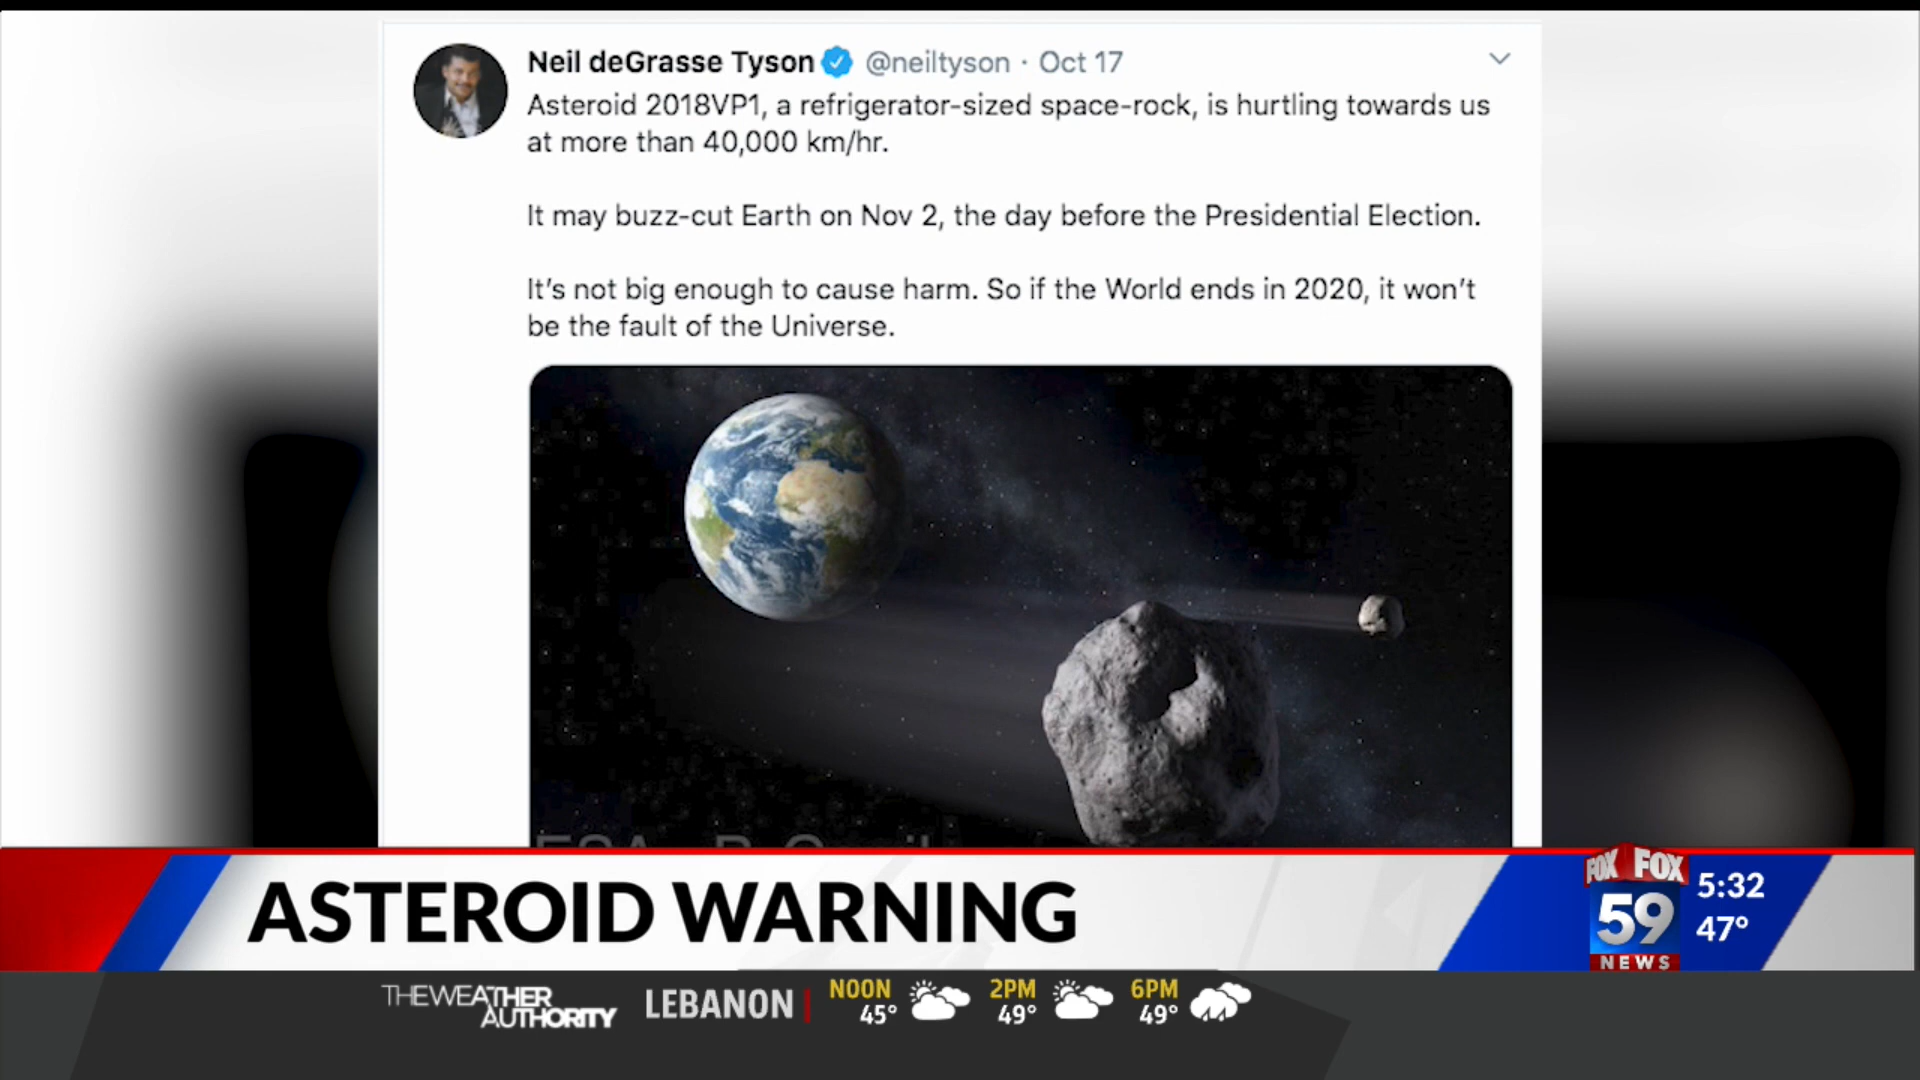 Neil deGrasse Tyson @neiltyson · Oct 17
Asteroid 2018VP1, a refrigerator-sized space-rock, is hurtling towards us
at more than 40,000 km/hr.
It may buzz-cut Earth on Nov 2, the day before the Presidential Election.
It's not big enough to cause harm. So if the World ends in 2020, it won't
be the fault of the Universe.
ASTEROID WARNING
FOX FOX
59
NEWS
5:32
47°
THE WEATHER
AUTHORITY
LEBANON
NOON
45°
2PM
49°
6PM
49°